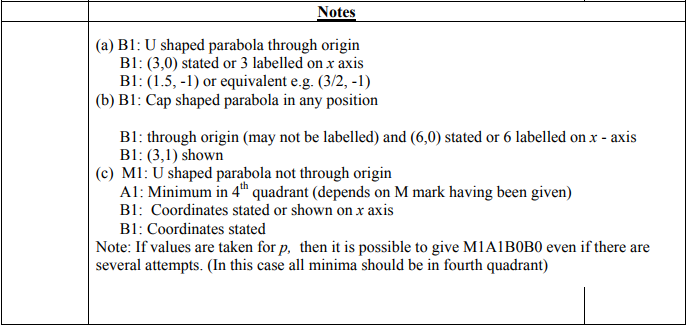 Notes
(a) B1: U shaped parabola through origin
B1: (3,0) stated or 3 labelled on x axis
B1: (1.5, -1) or equivalent e.g. (3/2, -1)
(b) B1: Cap shaped parabola in any position
B1: through origin (may not be labelled) and (6,0) stated or 6 labelled on x - axis
B1: (3,1) shown
(c) M1: U shaped parabola not through origin
A1: Minimum in 4th quadrant (depends on M mark having been given)
B1: Coordinates stated or shown on x axis
B1: Coordinates stated
Note: If values are taken for p, then it is possible to give M1A1B0B0 even if there are
several attempts. (In this case all minima should be in fourth quadrant)